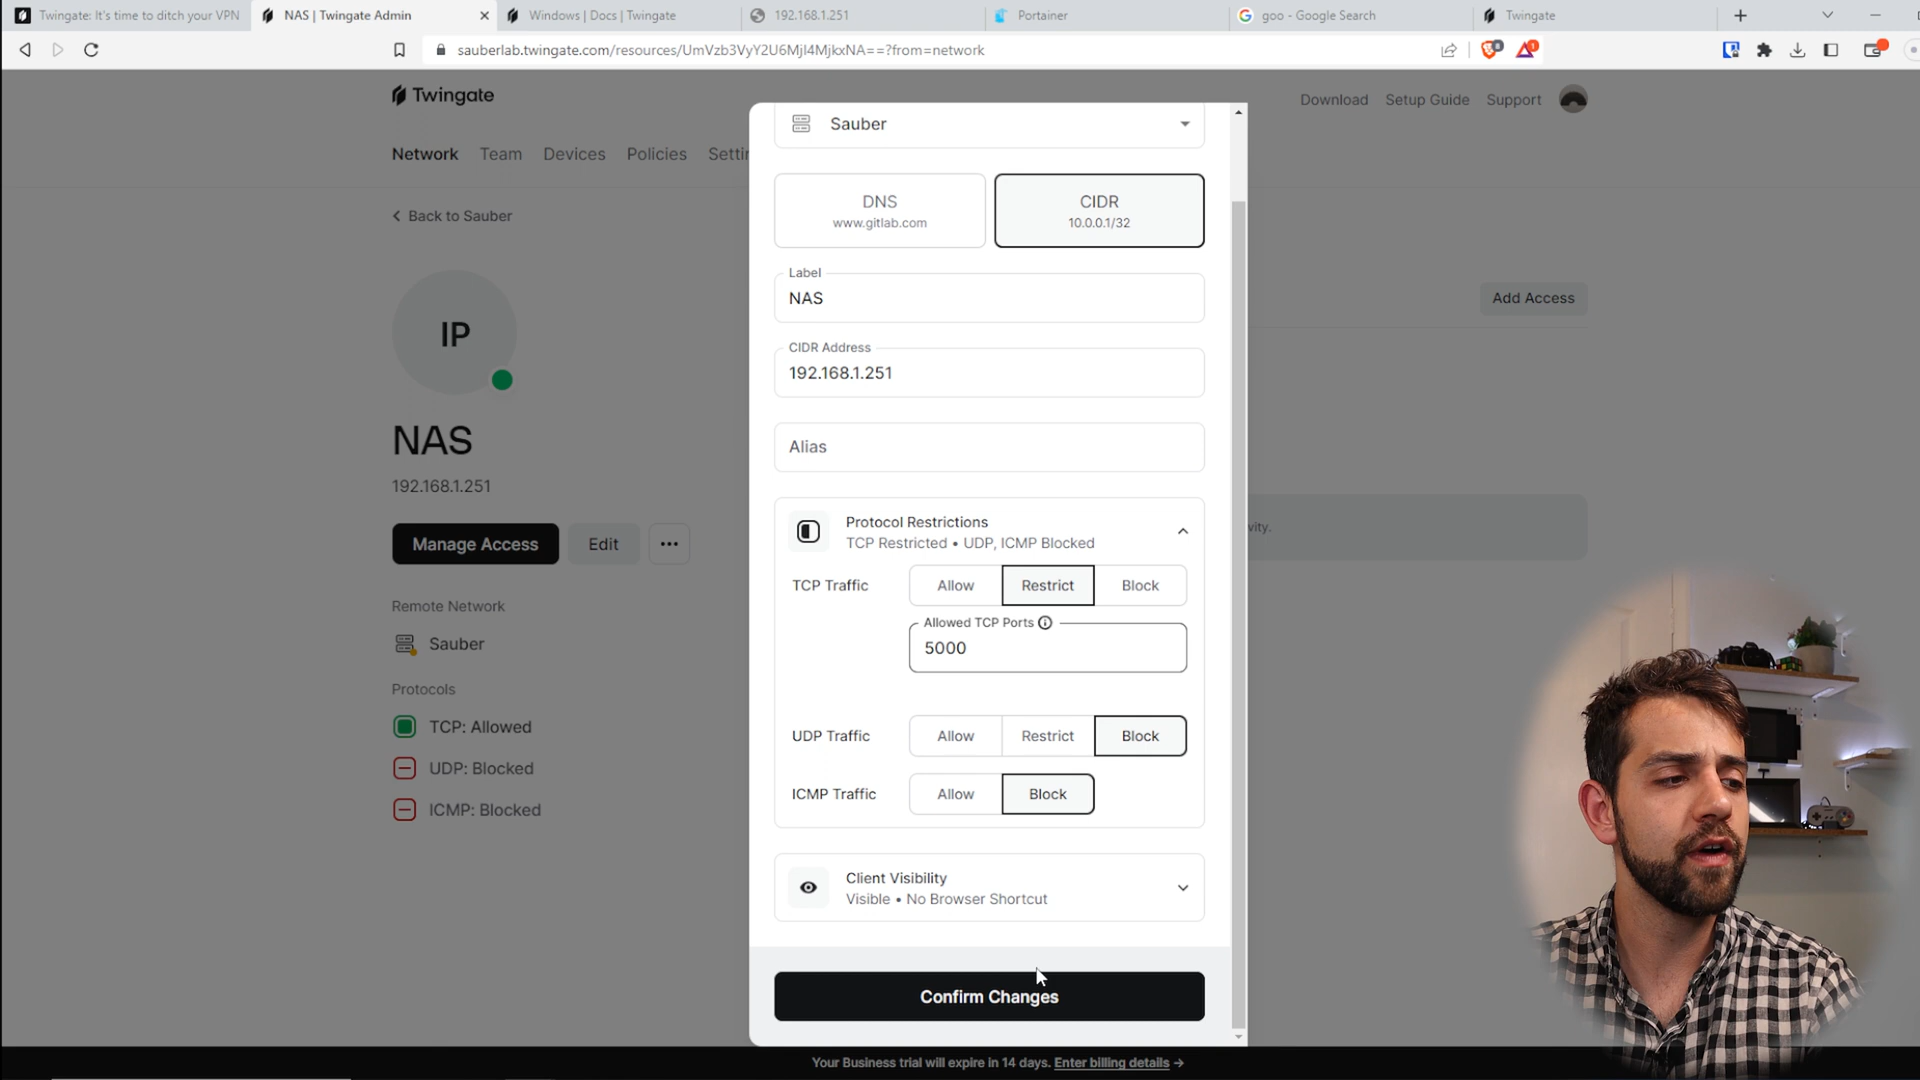 Twingate: It's time to ditch your VPN
NAS | Twingate Admin
Windows | Docs | Twingate
192.168.1.251
Portainer
goo - Google Search
Twingate
sauberlab.twingate.com/resources/UmVzb3VyY2U6MjI4MjkxNA==?from=network
Twingate
Download
Setup Guide
Support
Network
Team
Devices
Policies
Back to Sauber
IP
NAS
192.168.1.251
Manage Access
Edit
Remote Network
Sauber
Protocols
TCP: Allowed
UDP: Blocked
ICMP: Blocked
Add Access
Sauber
DNS
www.gitlab.com
CIDR
10.0.0.1/32
Label
NAS
CIDR Address
192.168.1.251
Alias
Protocol Restrictions
TCP Restricted • UDP, ICMP Blocked
TCP Traffic
Allow
Restrict
Block
Allowed TCP Ports
5000
UDP Traffic
Allow
Restrict
Block
ICMP Traffic
Allow
Block
Client Visibility
Visible • No Browser Shortcut
Confirm Changes
Your Business trial will expire in 14 days. Enter billing details →